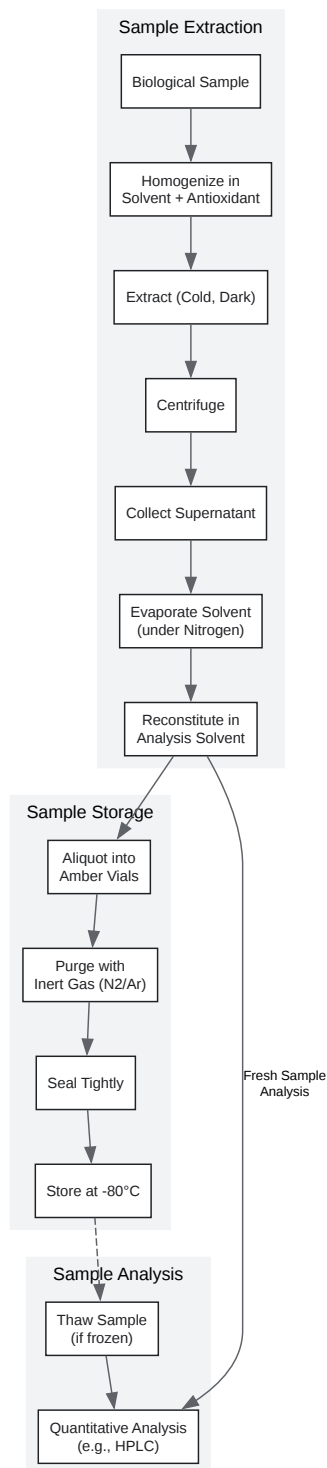 Sample Extraction
Biological Sample
Homogenize in
Solvent + Antioxidant
Extract (Cold, Dark)
Centrifuge
Collect Supernatant
Evaporate Solvent
(under Nitrogen)
Reconstitute in
Analysis Solvent
Sample Storage
Aliquot into
Amber Vials
Purge with
Inert Gas (N2/Ar)
Seal Tightly
Fresh Sample
Analysis
Store at -80°C
Sample Analysis
Thaw Sample
(if frozen)
Quantitative Analysis
(e.g., HPLC)